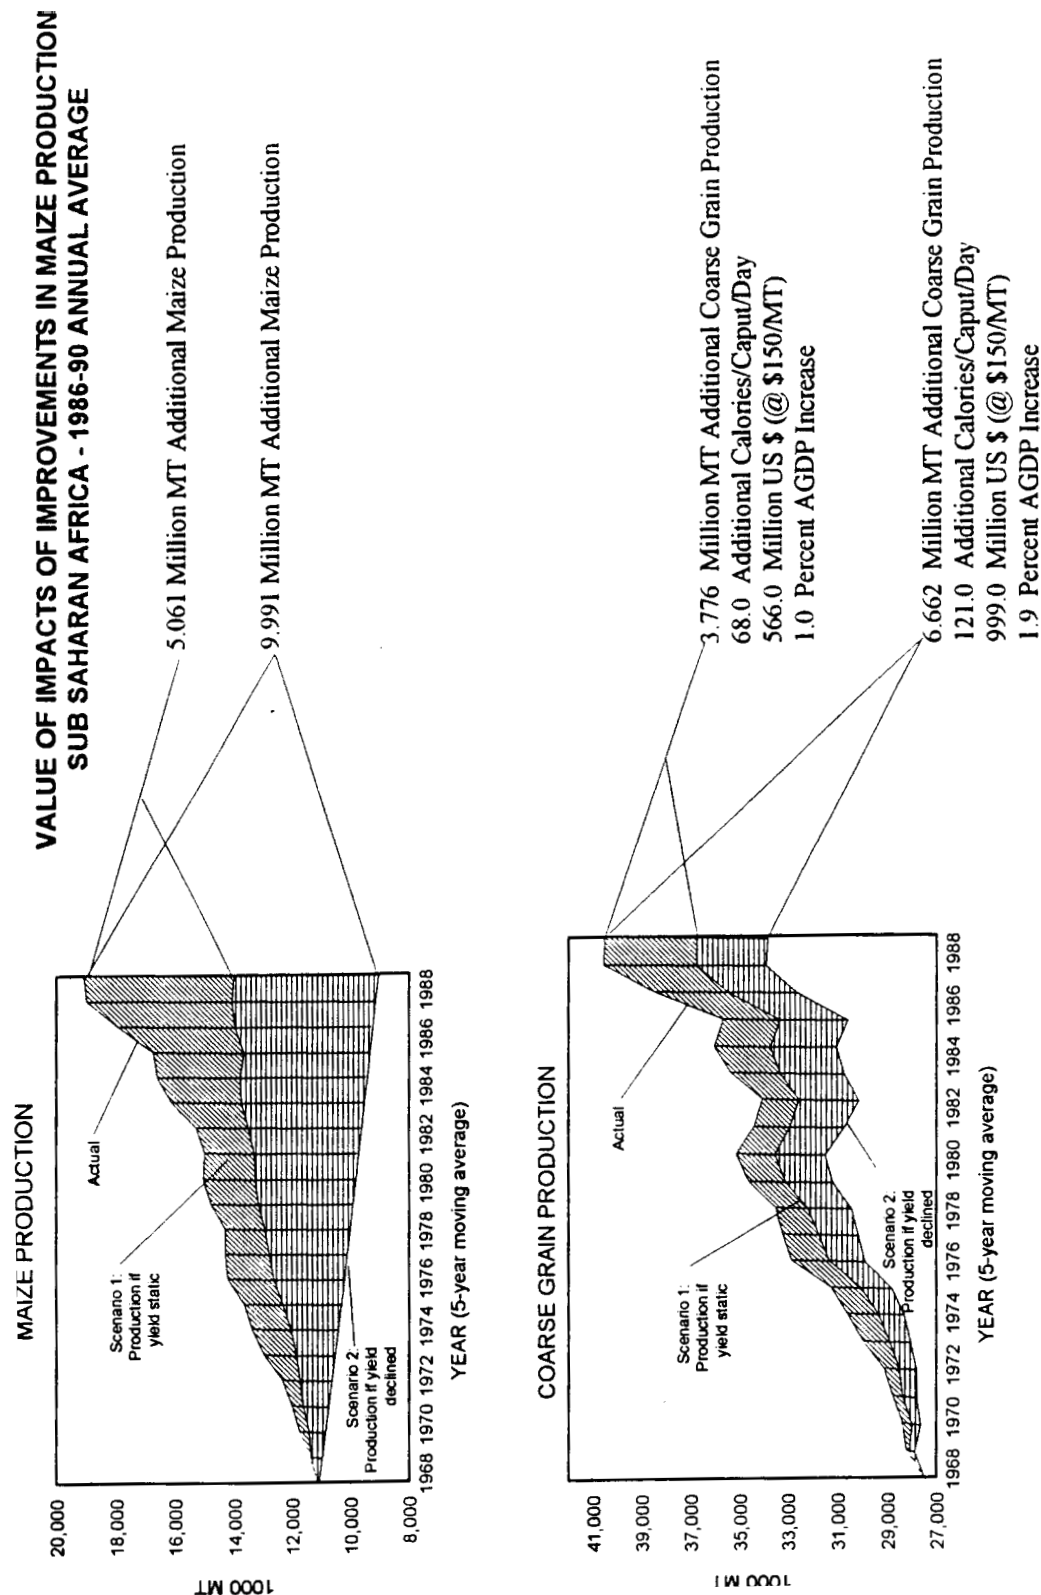 VALUE OF IMPACTS OF IMPROVEMENTS IN MAIZE PRODUCTION
SUB SAHARAN AFRICA - 1986-90 ANNUAL AVERAGE
MAIZE PRODUCTION
1000 MT
20,000
18,000
16,000
14,000
12,000
10,000
8,000
Actual
Scenario 1:
Production if
yield static
Scenario 2:
Production if yield
declined
1968 1970 1972 1974 1976 1978 1980 1982 1984 1986 1988
YEAR (5-year moving average)
5.061 Million MT Additional Maize Production
9.991 Million MT Additional Maize Production
COARSE GRAIN PRODUCTION
1000 MT
41,000
39,000
37,000
35,000
33,000
31,000
29,000
27,000
Actual
Scenario 1:
Production if
yield static
Scenario 2:
Production if yield
declined
1968 1970 1972 1974 1976 1978 1980 1982 1984 1986 1988
YEAR (5-year moving average)
3.776 Million MT Additional Coarse Grain Production
68.0 Additional Calories/Caput/Day
566.0 Million US $ (@ $150/MT)
1.0 Percent AGDP Increase
6.662 Million MT Additional Coarse Grain Production
121.0 Additional Calories/Caput/Day
999.0 Million US $ (@ $150/MT)
1.9 Percent AGDP Increase